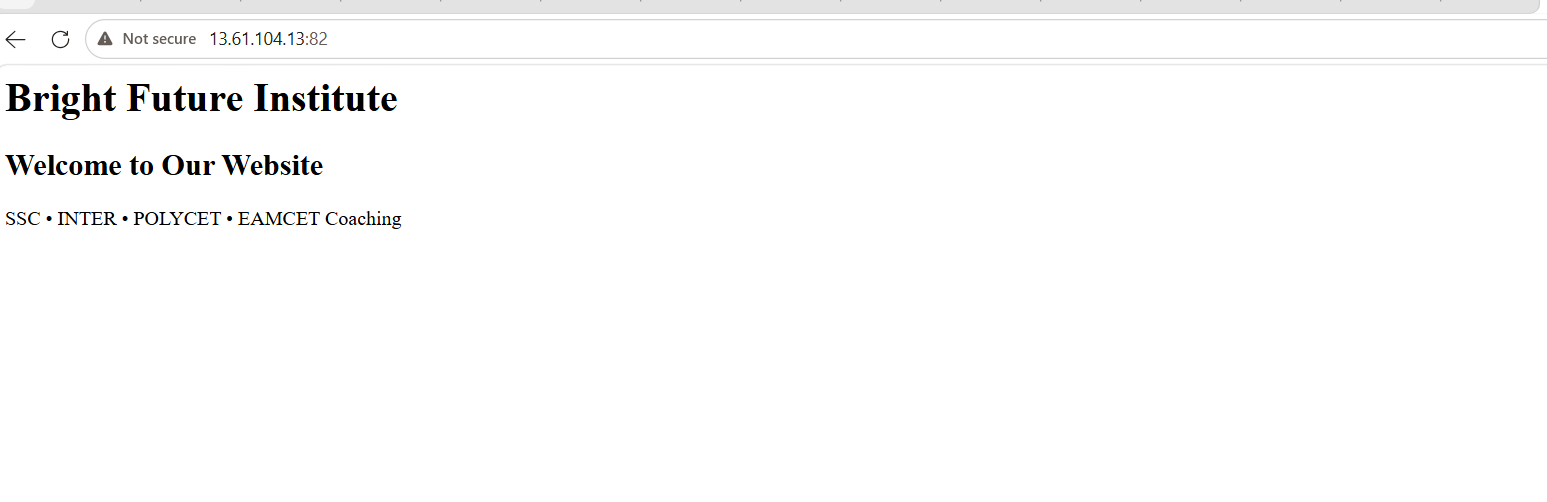 Not secure 13.61.104.13:82
Bright Future Institute
Welcome to Our Website
SSC • INTER • POLYCET • EAMCET Coaching